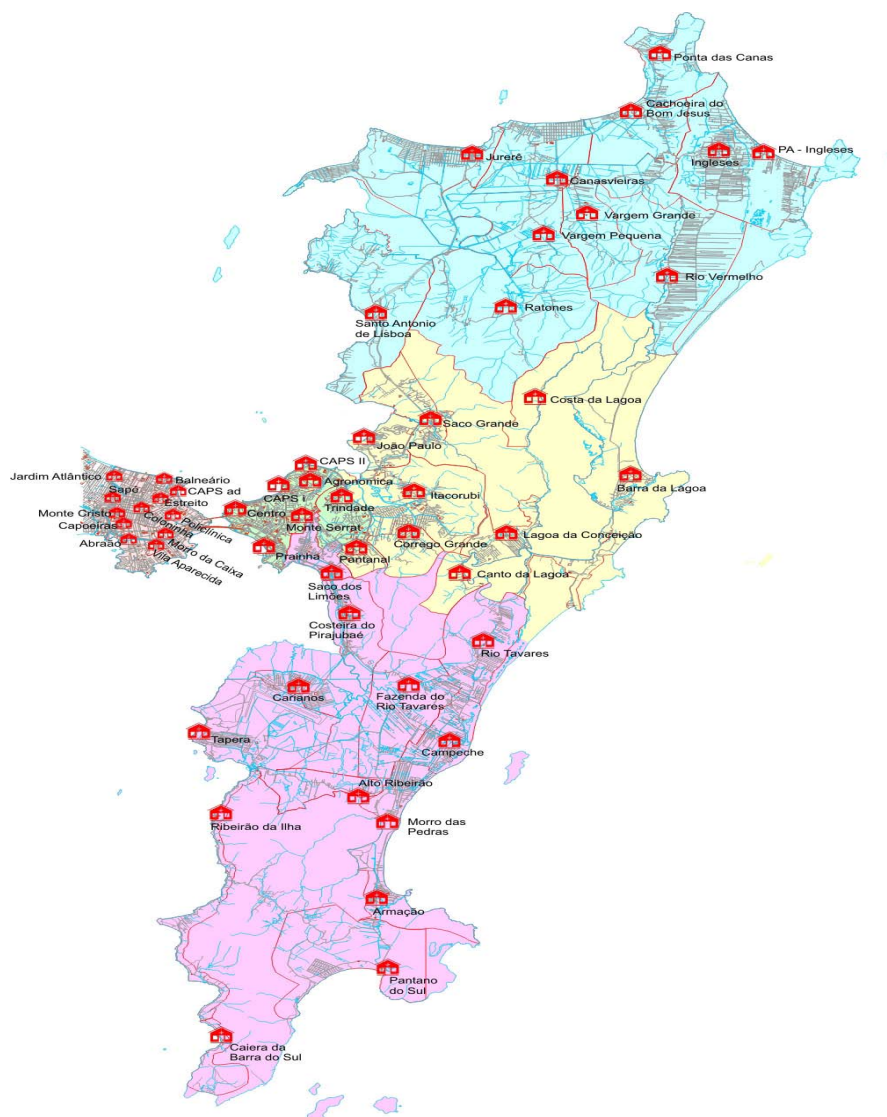 Ponta das Canas
Cachoeira do
Bom Jesus
PA - Ingleses
Ingleses
Jurerê
Canasvieiras
Vargem Grande
Vargem Pequena
Rio Vermelho
Ratones
Santo Antonio
de Lisboa
Costa da Lagoa
Saco Grande
João Paulo
CAPS II
Jardim Atlântico
Balneário
Agronomica
Barra da Lagoa
Sapé
CAPS ad
CAPS I
Itacorubi
Estreito
Trindade
Monte Cristo
Coloninha
Policlínica
Centro
Capoeiras
Monte Serrat
Abraão
Morro da Caixa
Vila Aparecida
Corrego Grande
Lagoa da Conceição
Prainha
Pantanal
Canto da Lagoa
Saco dos
Limões
Costeira do
Pirajubaé
Rio Tavares
Carianos
Fazenda do
Rio Tavares
Tapera
Campeche
Alto Ribeirão
Ribeirão da Ilha
Morro das
Pedras
Armação
Pantano
do Sul
Caiera da
Barra do Sul